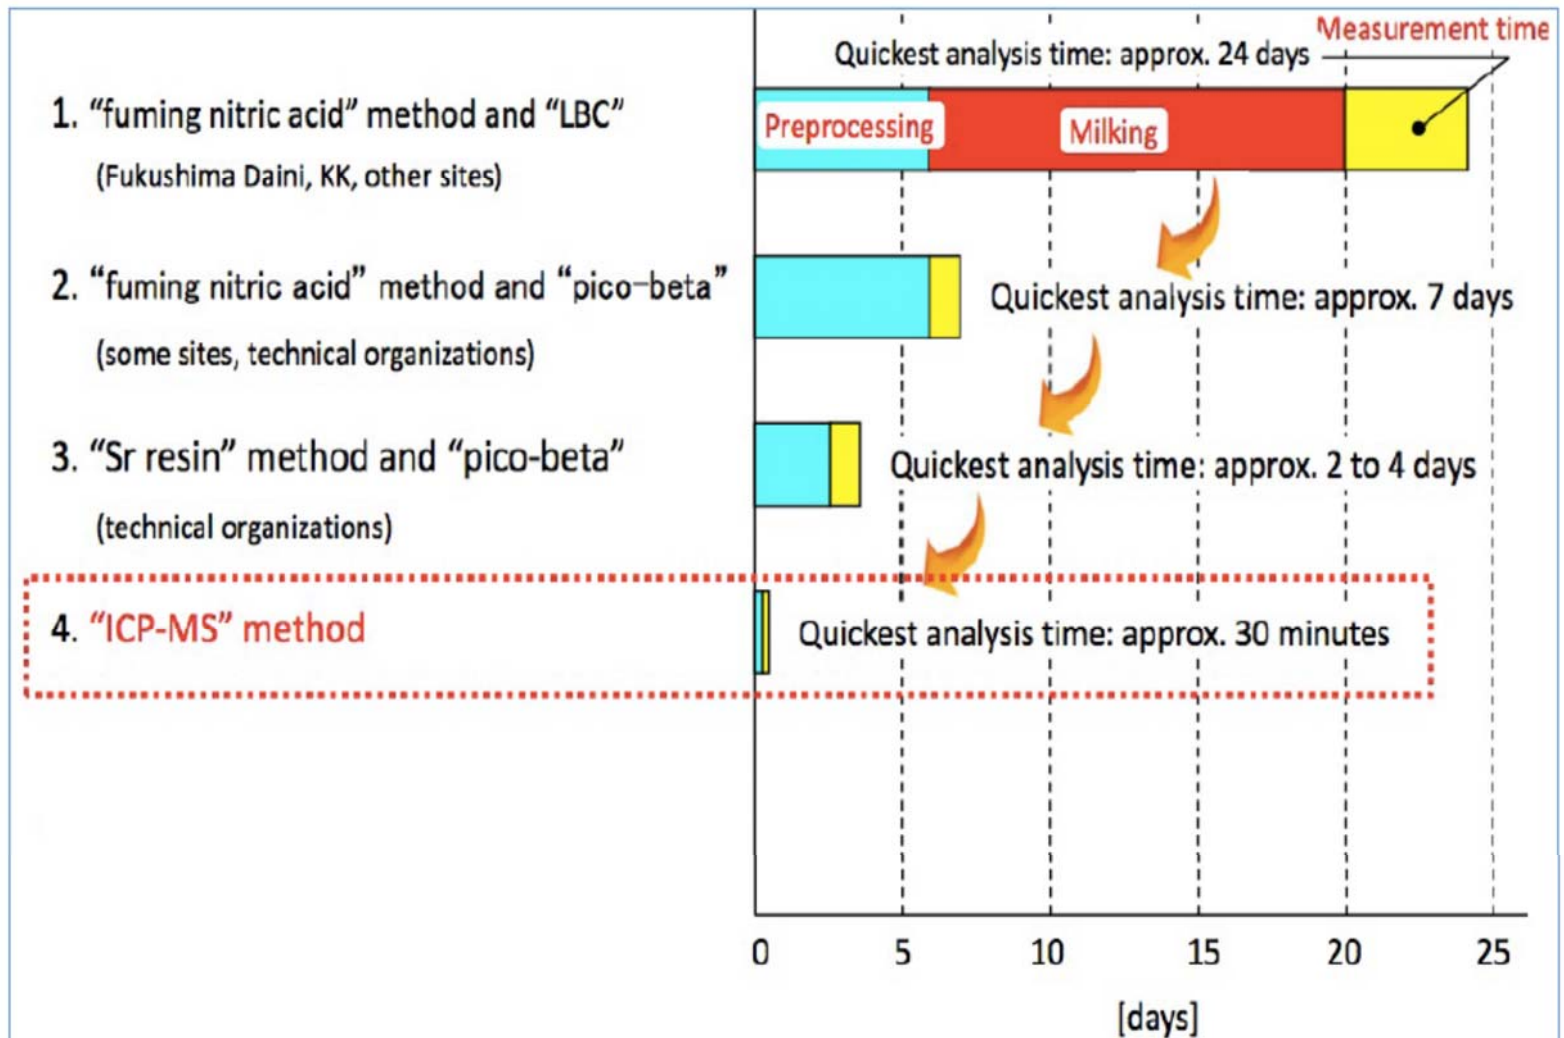 Measurement time
Quickest analysis time: approx. 24 days
1. “fuming nitric acid” method and “LBC”
(Fukushima Daini, KK, other sites)
Preprocessing
Milking
2. “fuming nitric acid” method and “pico-beta”
(some sites, technical organizations)
Quickest analysis time: approx. 7 days
3. “Sr resin” method and “pico-beta”
(technical organizations)
Quickest analysis time: approx. 2 to 4 days
4. “ICP-MS” method
Quickest analysis time: approx. 30 minutes
0 5 10 15 20 25
[days]